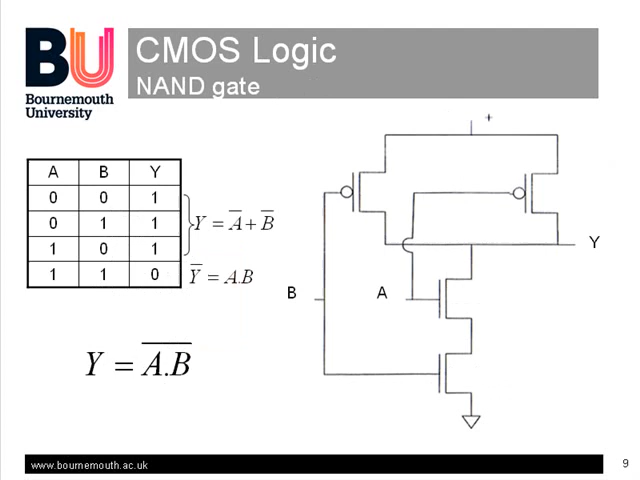 BU
Bournemouth
University
CMOS Logic
NAND gate
A B Y
0 0 1
0 1 1
1 0 1
1 1 0
Y = A̅ + B̅
Y̅ = A.B
Y = A̅.̅B̅
+
Y
B A
www.bournemouth.ac.uk
9